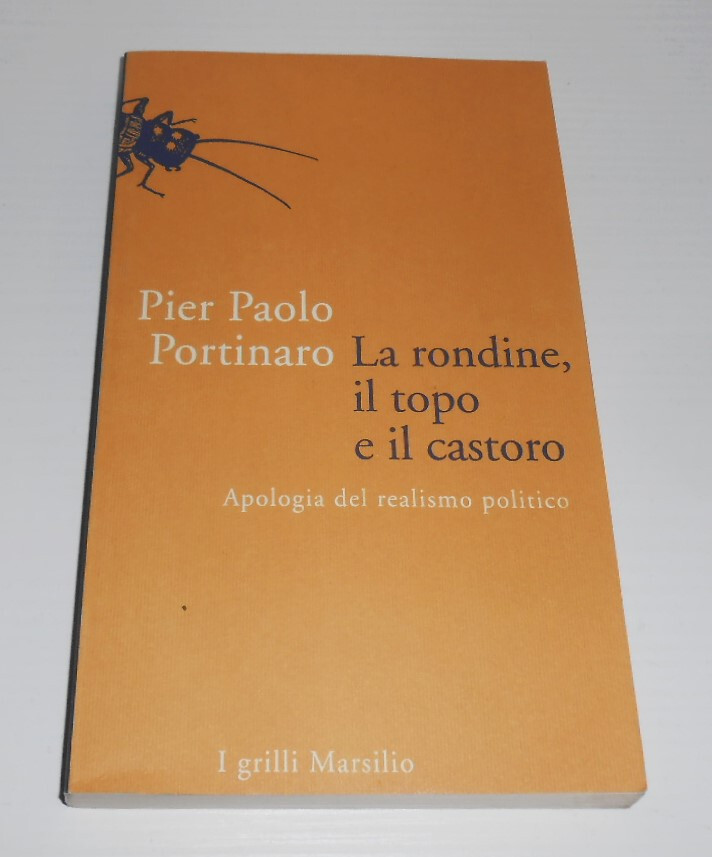 Pier Paolo
Portinaro
La rondine,
il topo
e il castoro
Apologia del realismo politico
I grilli Marsilio